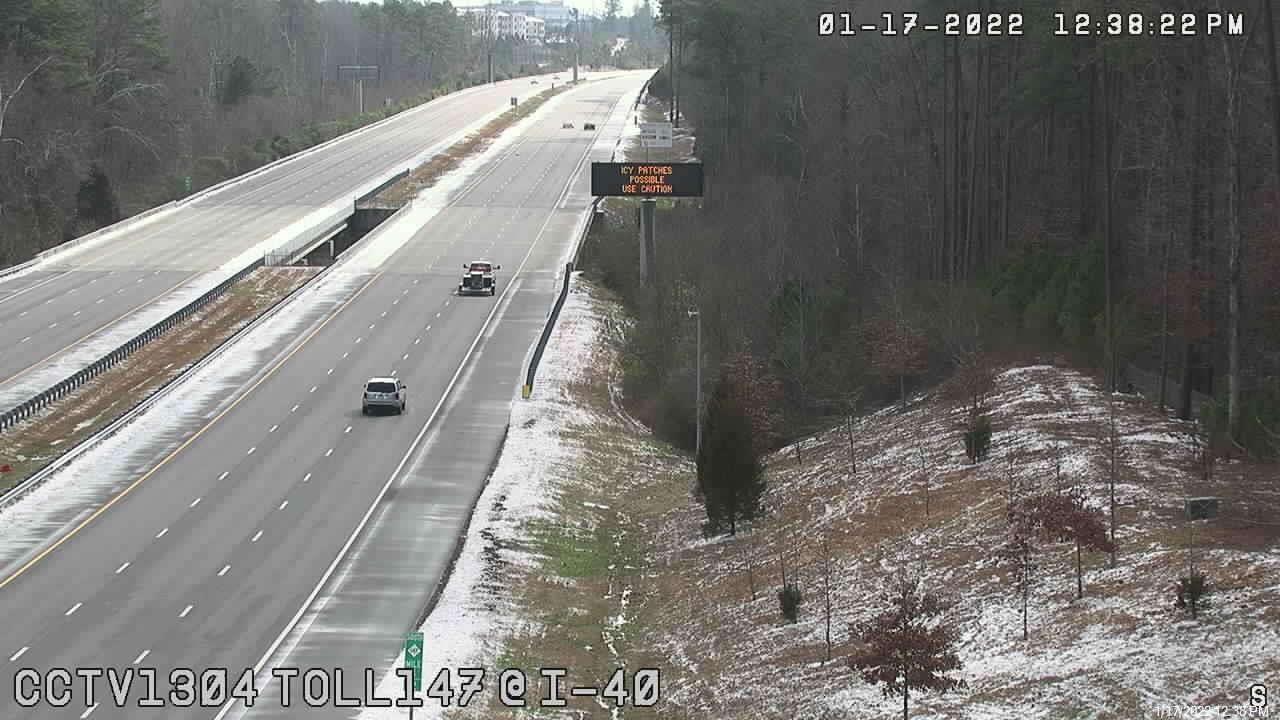 01-17-2022 12:38:22 PM
ICY PATCHES
POSSIBLE
USE CAUTION
MILE
CCTV1304 TOLL147@I-40
S
1/17/2022 12:38 PM